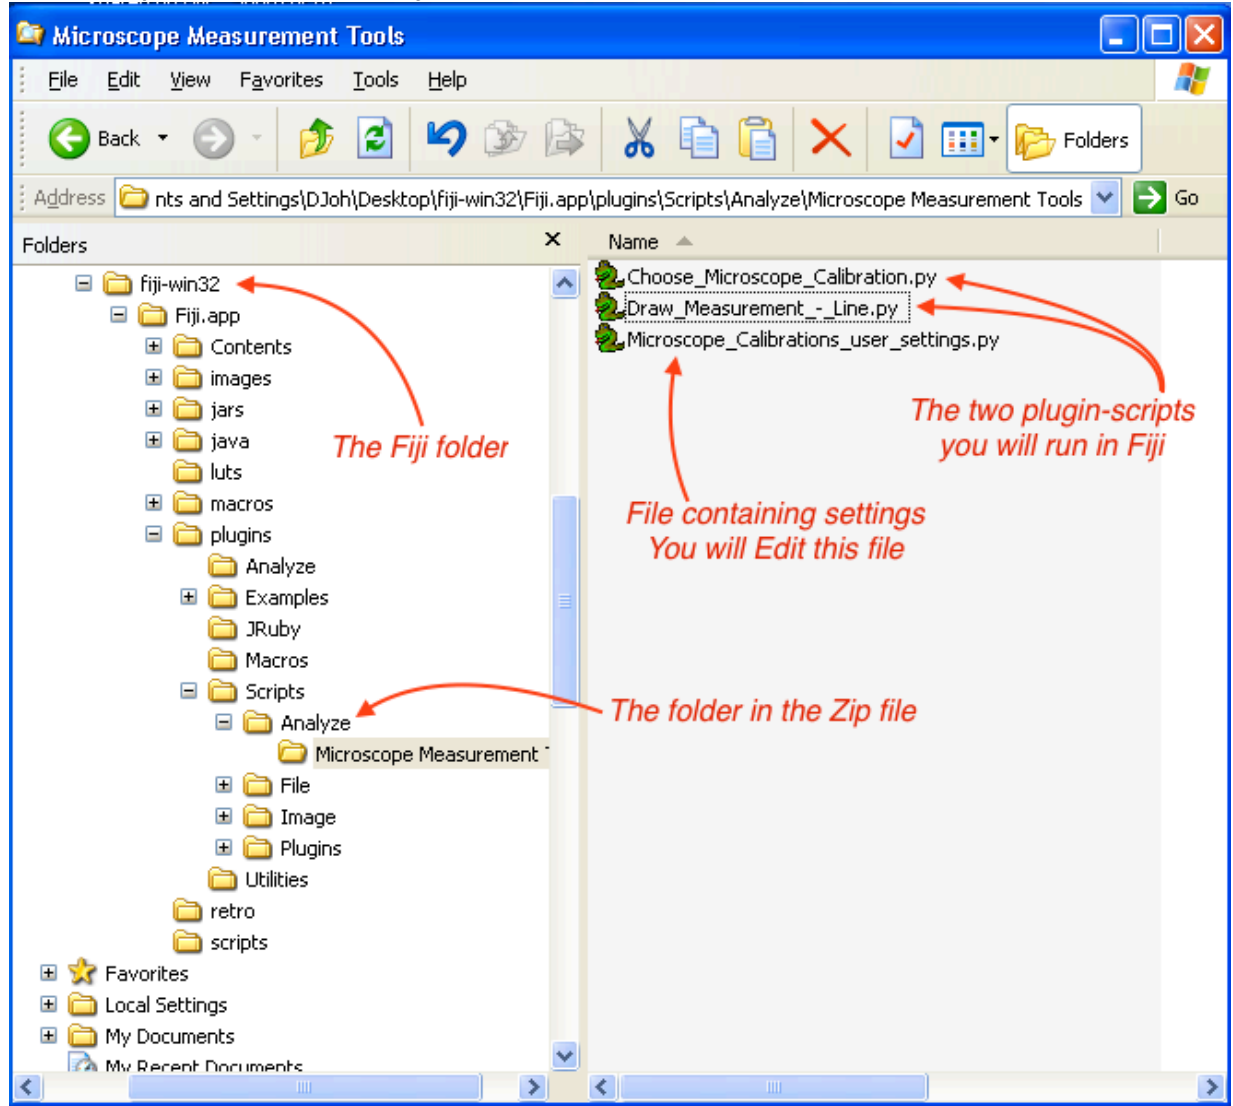 Microscope Measurement Tools
File Edit View Favorites Tools Help
Back Folders
Address nts and Settings\DJoh\Desktop\fiji-win32\Fiji.app\plugins\Scripts\Analyze\Microscope Measurement Tools Go
Folders
fiji-win32
Fiji.app
Contents
images
jars
java
luts
macros
plugins
Analyze
Examples
JRuby
Macros
Scripts
Analyze
Microscope Measurement
File
Image
Plugins
Utilities
retro
scripts
Favorites
Local Settings
My Documents
My Recent Documents
The Fiji folder
Name
Choose_Microscope_Calibration.py
Draw_Measurement_-_Line.py
Microscope_Calibrations_user_settings.py
The two plugin-scripts
you will run in Fiji
File containing settings
You will Edit this file
The folder in the Zip file